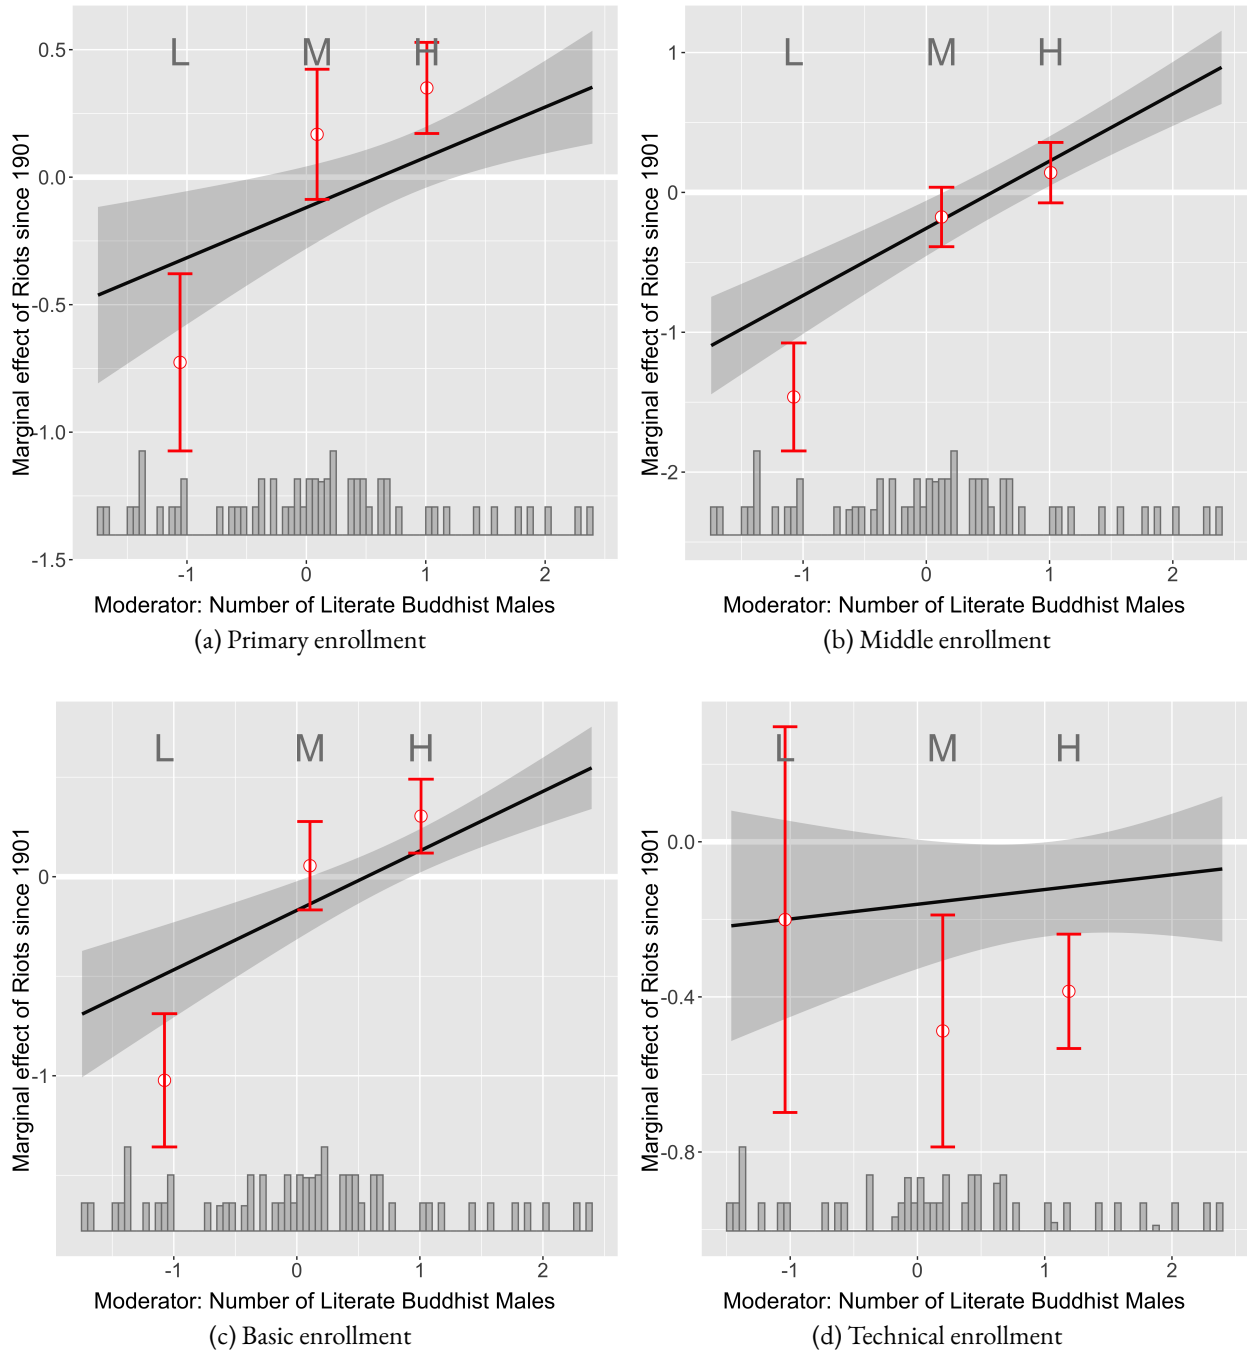 L M H
0.5
0.0
-0.5
-1.0
-1.5
Marginal effect of Riots since 1901
-1 0 1 2
Moderator: Number of Literate Buddhist Males
(a) Primary enrollment
L M H
1
0
-1
-2
Marginal effect of Riots since 1901
-1 0 1 2
Moderator: Number of Literate Buddhist Males
(b) Middle enrollment
L M H
0
-1
Marginal effect of Riots since 1901
-1 0 1 2
Moderator: Number of Literate Buddhist Males
(c) Basic enrollment
L M H
0.0
-0.4
-0.8
Marginal effect of Riots since 1901
-1 0 1 2
Moderator: Number of Literate Buddhist Males
(d) Technical enrollment